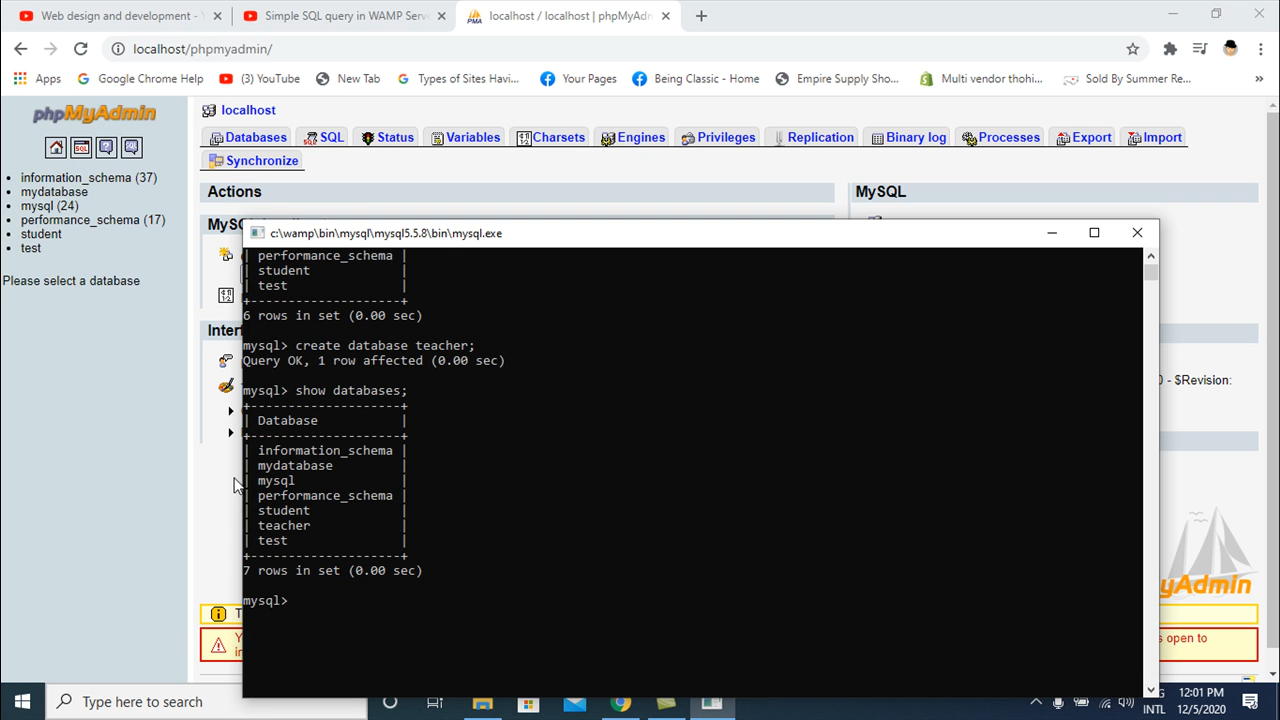 Web design and development - Y
Simple SQL query in WAMP Serve
localhost / localhost | phpMyAdm
localhost/phpmyadmin/
Apps
Google Chrome Help
(3) YouTube
New Tab
Types of Sites Havi...
Your Pages
Being Classic - Home
Empire Supply Sho...
Multi vendor thohi...
Sold By Summer Re...
»
phpMyAdmin
localhost
Databases
SQL
Status
Variables
Charsets
Engines
Privileges
Replication
Binary log
Processes
Export
Import
Synchronize
SQL
information_schema (37)
mydatabase
mysql (24)
performance_schema (17)
student
test
Please select a database
Actions
MySQL
MySQ
Interf
c:\wamp\bin\mysql\mysql5.5.8\bin\mysql.exe
| performance_schema |
| student |
| test |
+--------------------+
6 rows in set (0.00 sec)
mysql> create database teacher;
Query OK, 1 row affected (0.00 sec)
mysql> show databases;
+--------------------+
| Database |
+--------------------+
| information_schema |
| mydatabase |
| mysql |
| performance_schema |
| student |
| teacher |
| test |
+--------------------+
7 rows in set (0.00 sec)
mysql>
0 - $Revision:
yAdmin
s open to
Type here to search
INTL
12:01 PM
12/5/2020